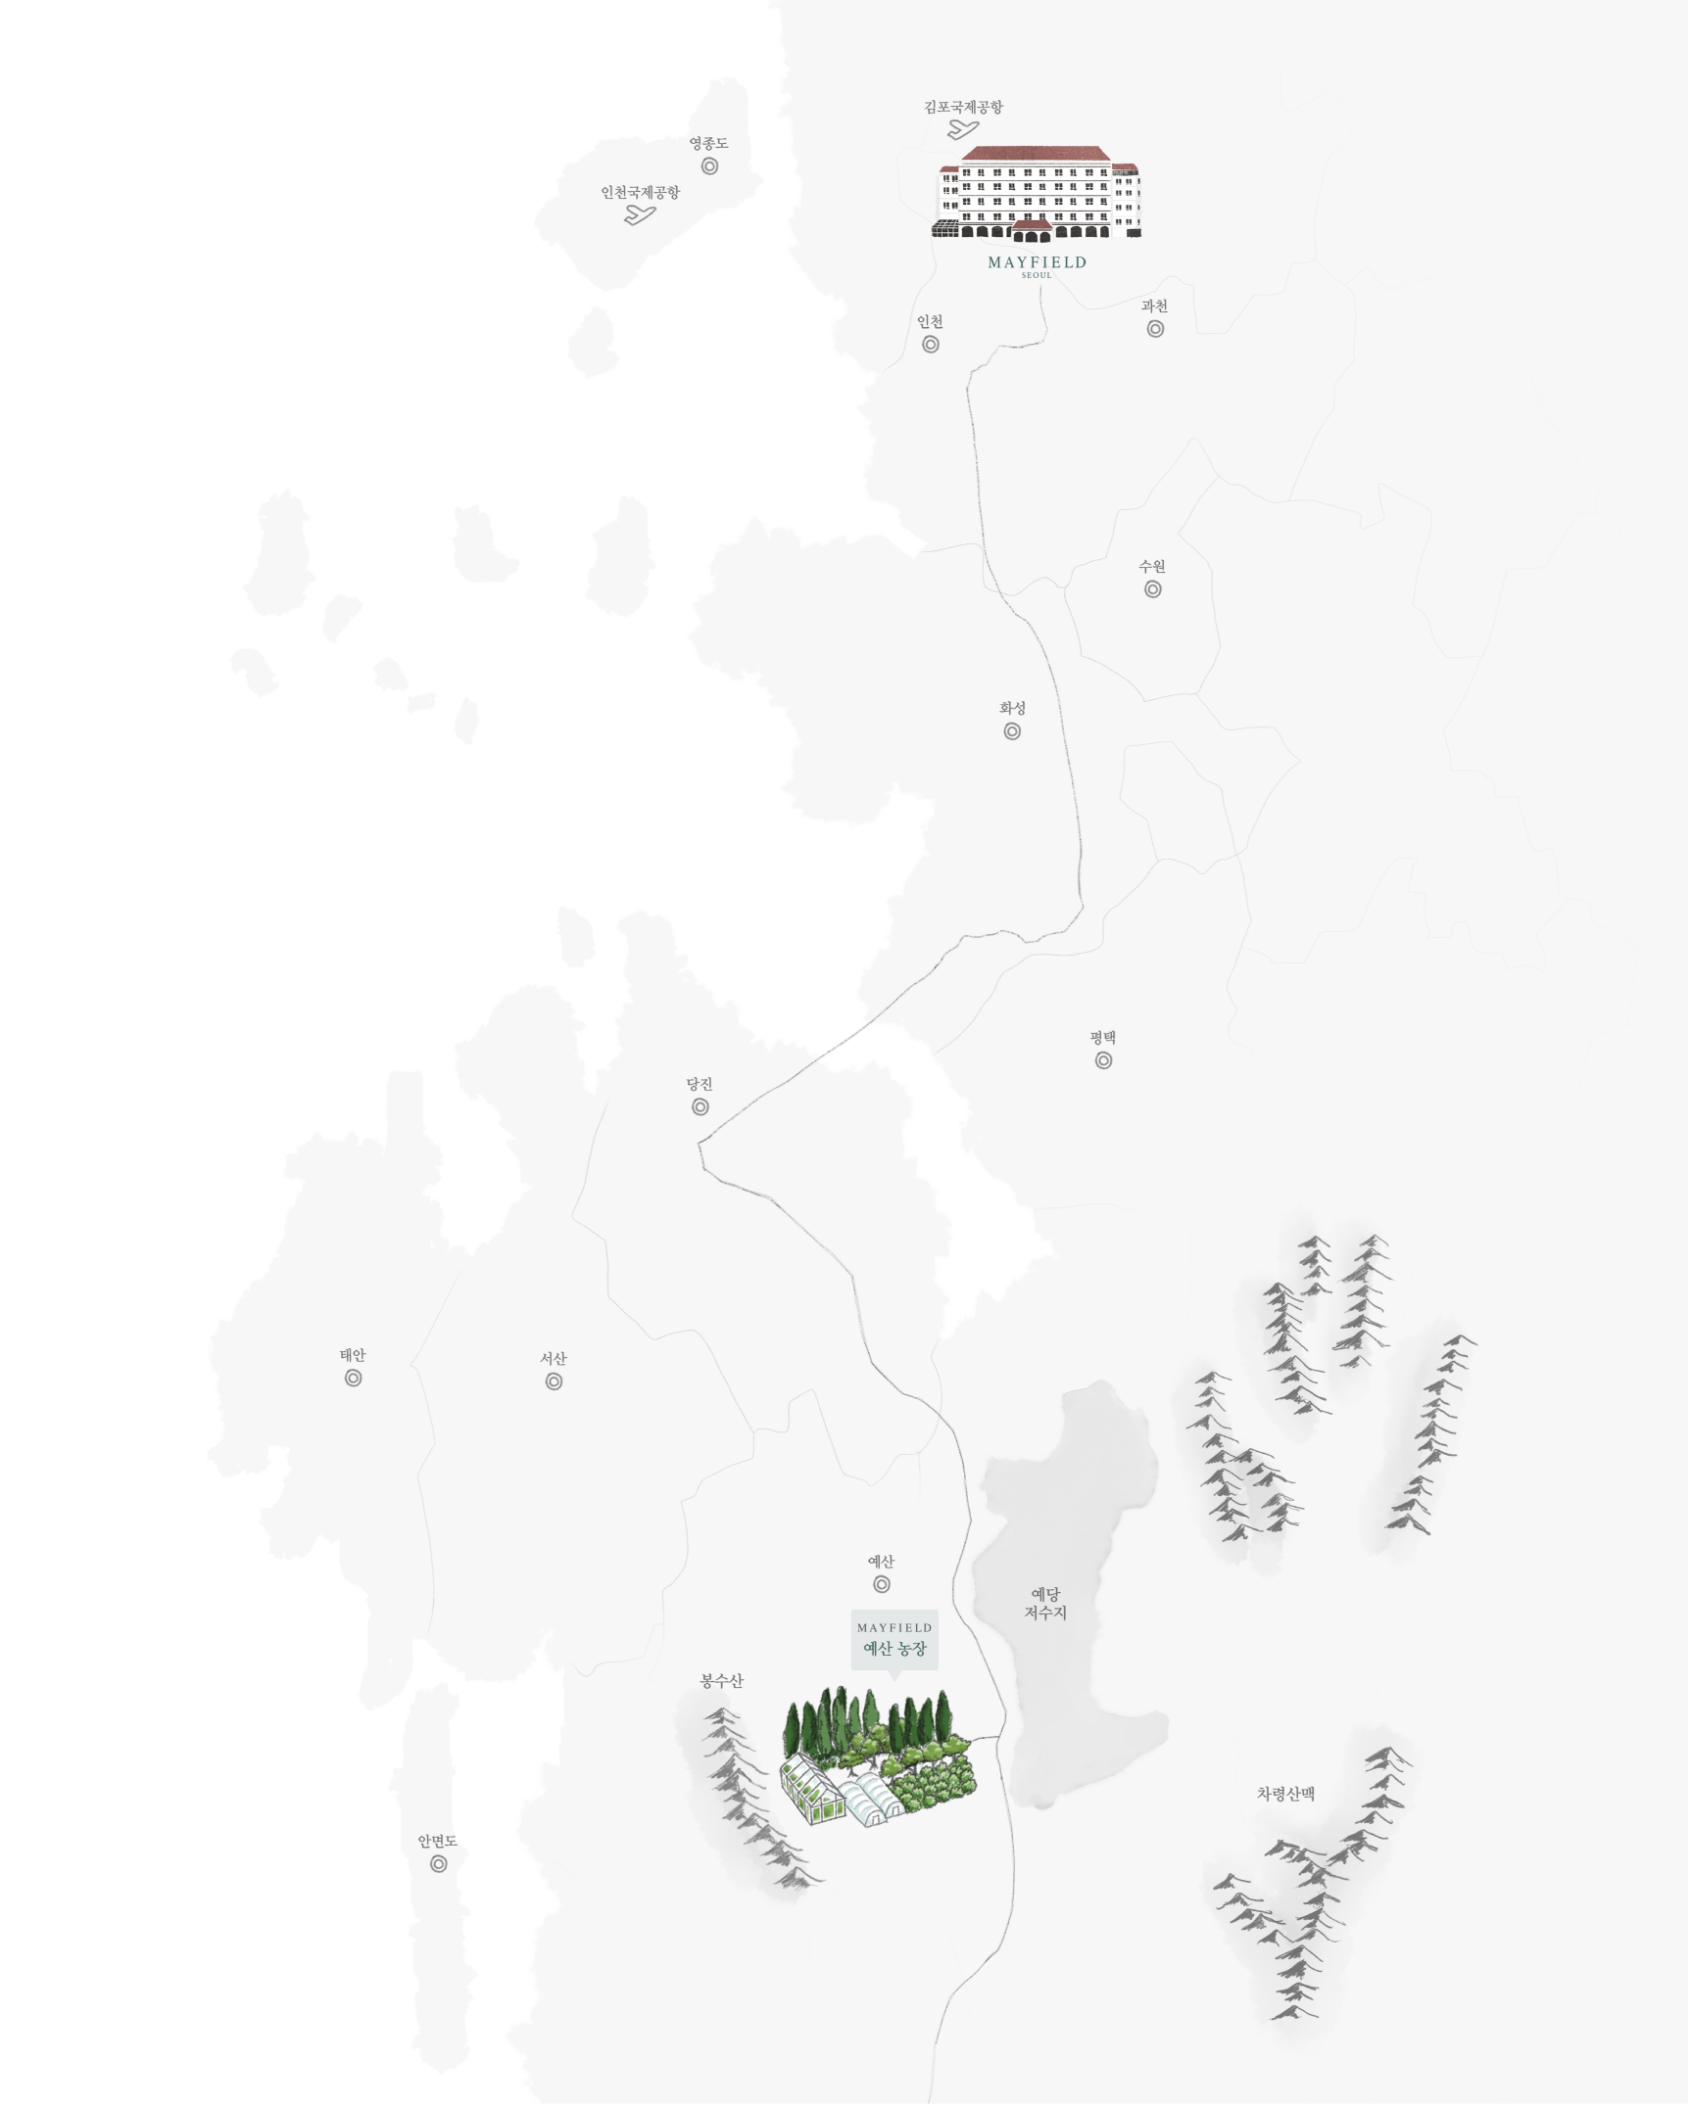 김포국제공항
영종도
인천국제공항
MAYFIELD
SEOUL
과천
인천
수원
화성
평택
당진
태안
서산
예산
예당
저수지
MAYFIELD
예산 농장
봉수산
차령산맥
안면도